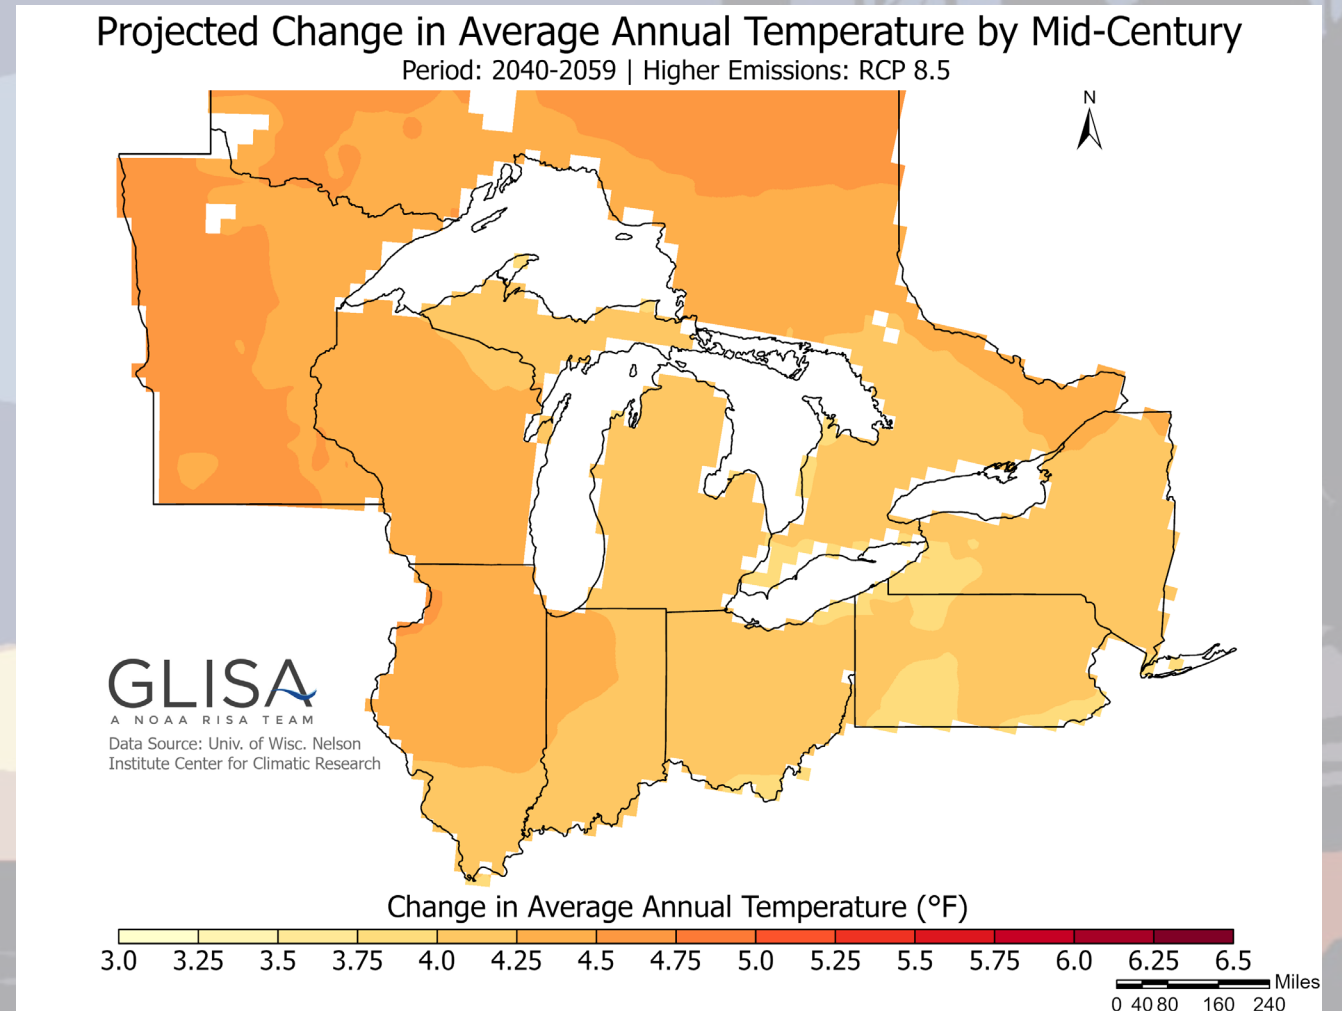 Projected Change in Average Annual Temperature by Mid-Century
Period: 2040-2059 | Higher Emissions: RCP 8.5
N
GLISA
A NOAA RISA TEAM
Data Source: Univ. of Wisc. Nelson
Institute Center for Climatic Research
Change in Average Annual Temperature (°F)
3.0 3.25 3.5 3.75 4.0 4.25 4.5 4.75 5.0 5.25 5.5 5.75 6.0 6.25 6.5
Miles
0 40 80 160 240